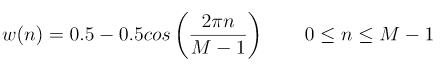 w(n) = 0.5 − 0.5cos(2πn / (M − 1))    0 ≤ n ≤ M − 1